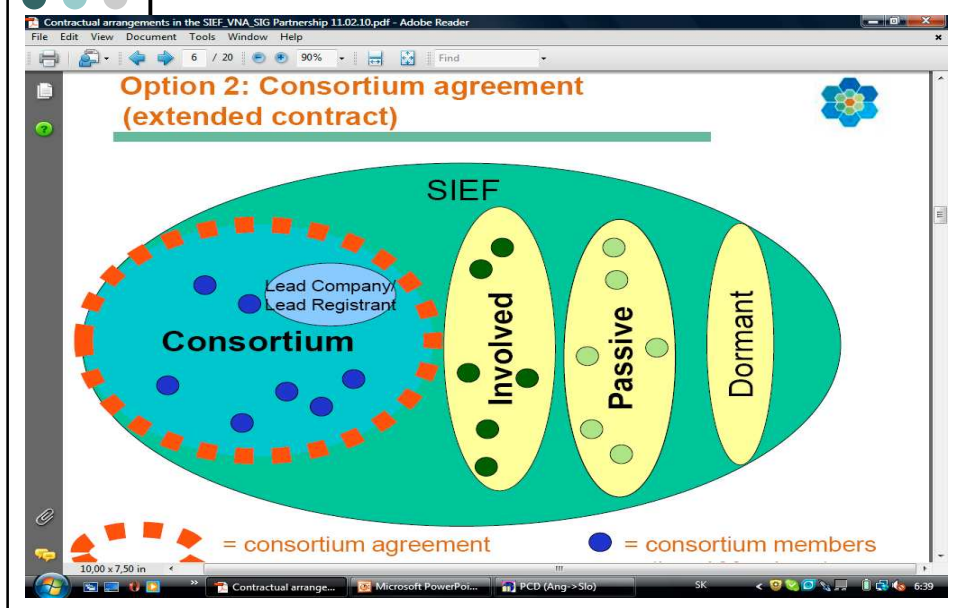 Contractual arrangements in the SIEF_VNA_SIG Partnership 11.02.10.pdf - Adobe Reader
File Edit View Document Tools Window Help
6 / 20 90% Find
Option 2: Consortium agreement
(extended contract)
SIEF
Lead Company/
Lead Registrant
Consortium
Involved
Passive
Dormant
= consortium agreement = consortium members
10,00 x 7,50 in
Contractual arrange... Microsoft PowerPoi... PCD (Ang->Slo) SK 6:39